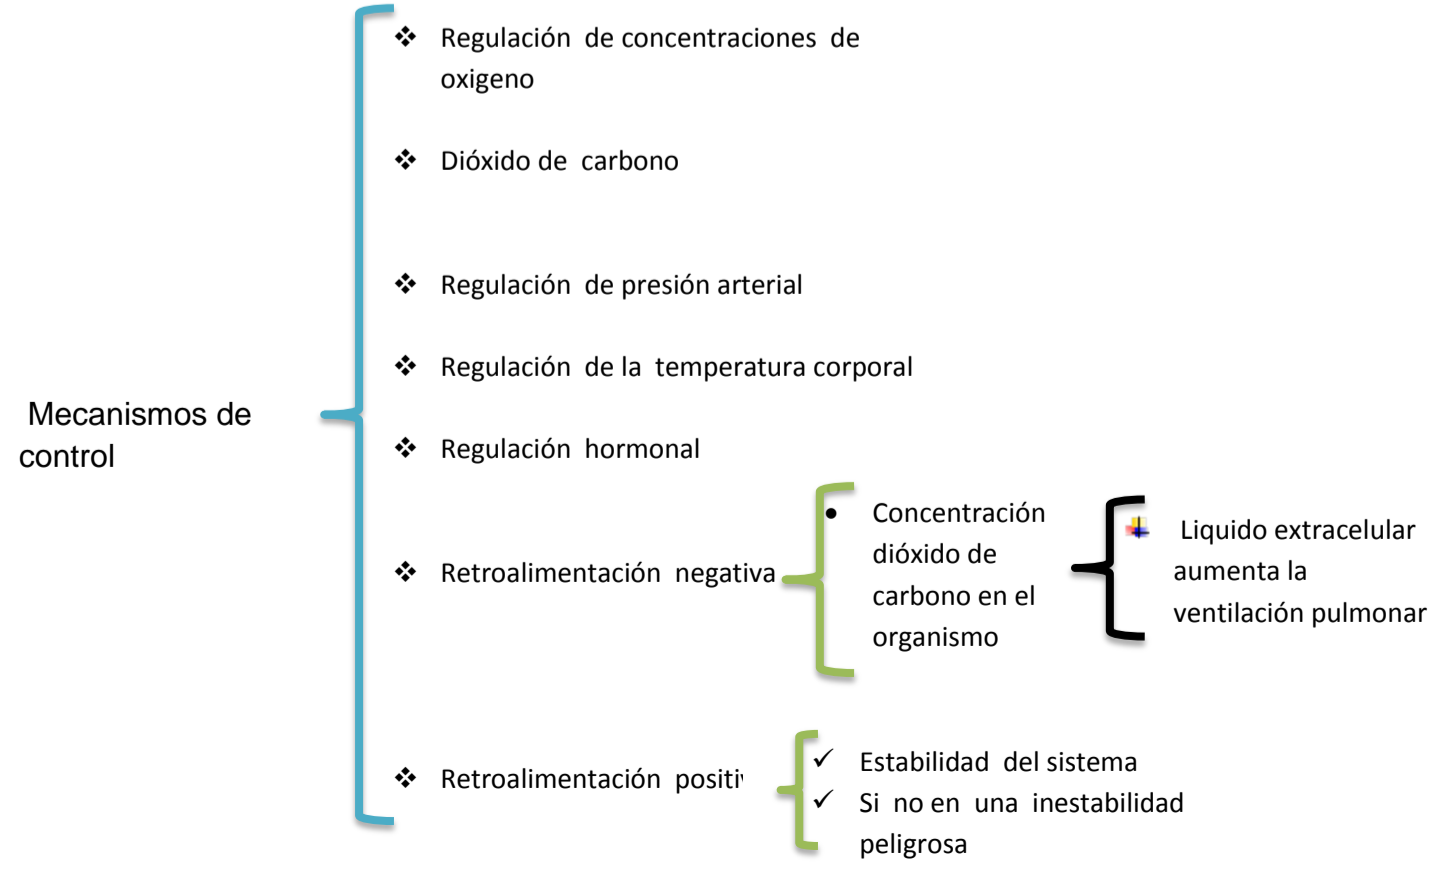 Mecanismos de
control
Regulación de concentraciones de
oxigeno
Dióxido de carbono
Regulación de presión arterial
Regulación de la temperatura corporal
Regulación hormonal
Retroalimentación negativa
Concentración
dióxido de
carbono en el
organismo
Liquido extracelular
aumenta la
ventilación pulmonar
Retroalimentación positiv
Estabilidad del sistema
Si no en una inestabilidad
peligrosa